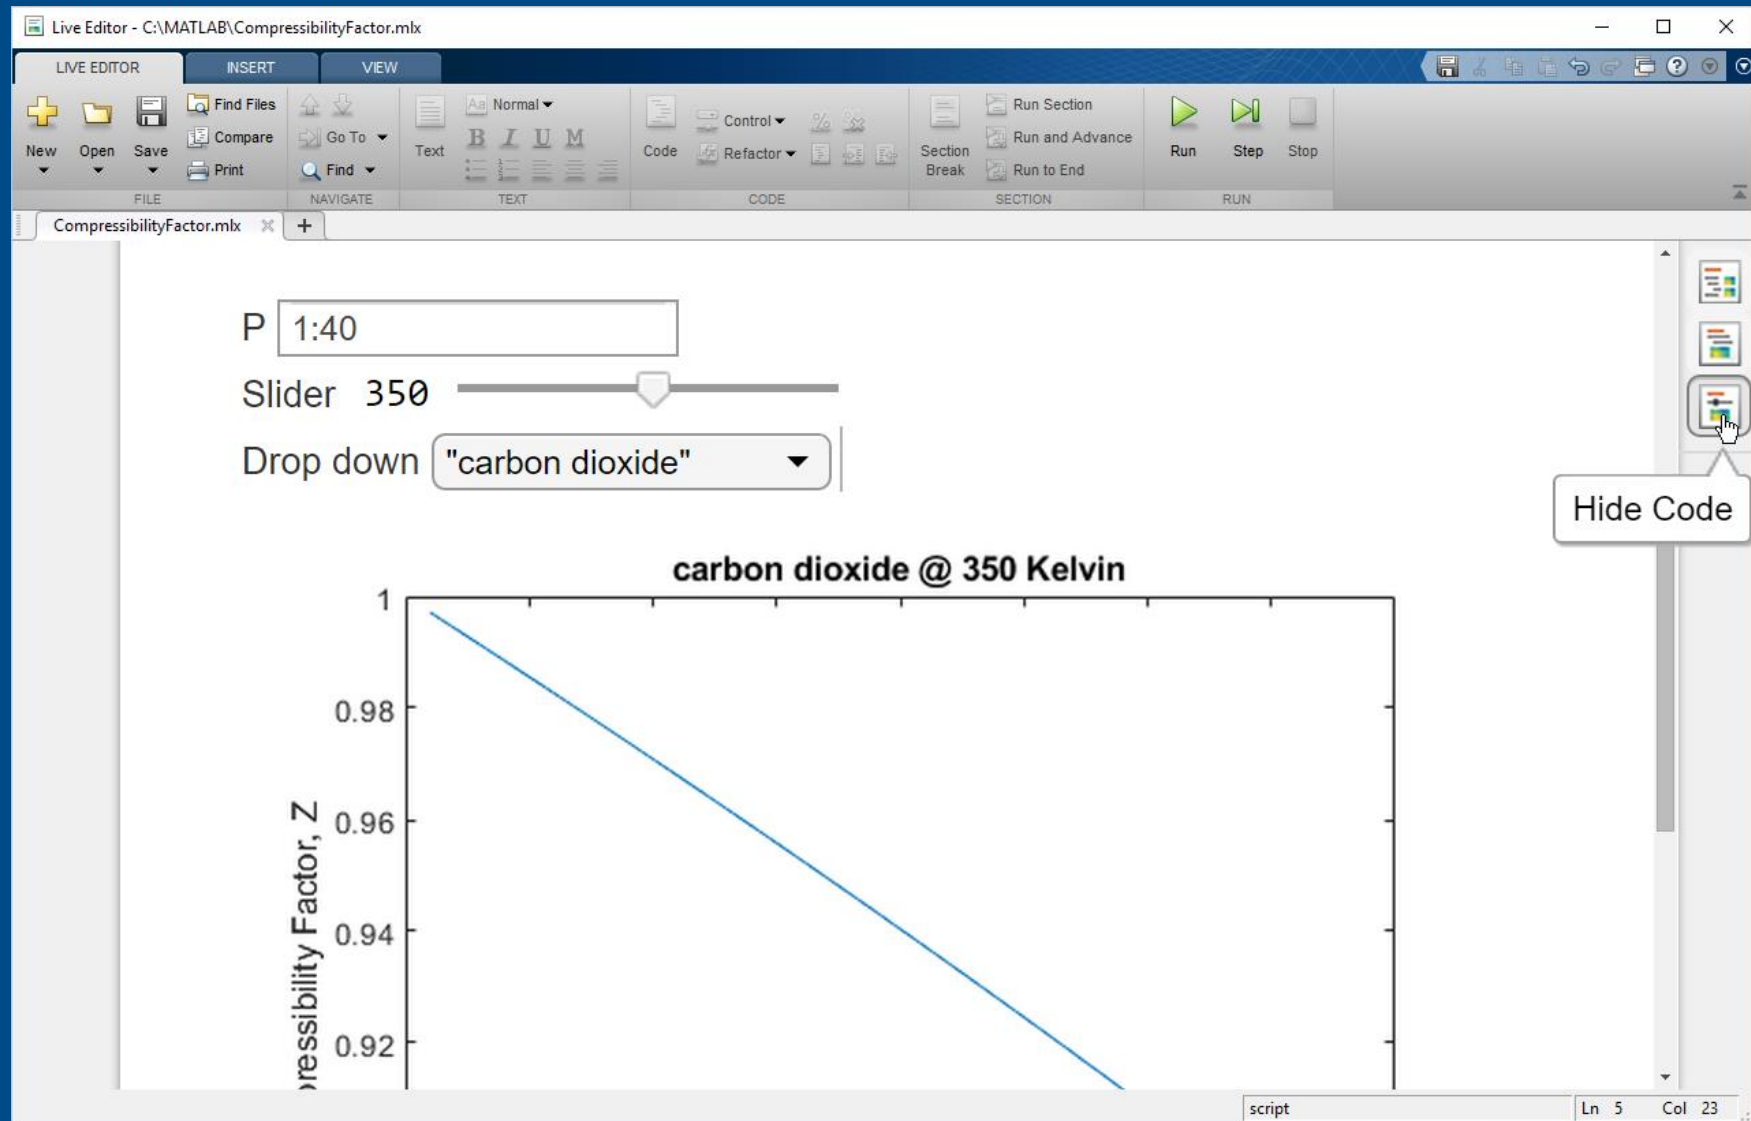 Live Editor - C:\MATLAB\CompressibilityFactor.mlx
LIVE EDITOR INSERT VIEW
New Open Save
Find Files
Compare
Print
Go To
Find
Text
Normal
B I U M
Code
Control
Refactor
Section Break
Run Section
Run and Advance
Run to End
Run Step Stop
FILE NAVIGATE TEXT CODE SECTION RUN
CompressibilityFactor.mlx
P 1:40
Slider 350
Drop down "carbon dioxide"
Hide Code
carbon dioxide @ 350 Kelvin
1
0.98
0.96
0.94
0.92
ressibility Factor, Z
script Ln 5 Col 23